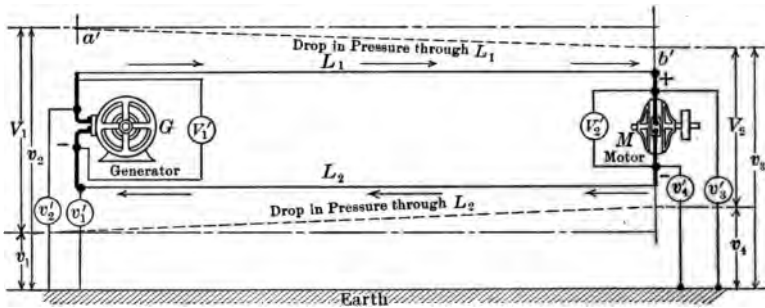 a'
Drop in Pressure through L₁
L₁
b'
+
V₁
v₂
G
V₁'
V₂'
M
Motor
V₂
v₃
-
Generator
-
L₂
v₂'
v₁'
Drop in Pressure through L₂
v₄'
v₃'
v₁
v₄
Earth